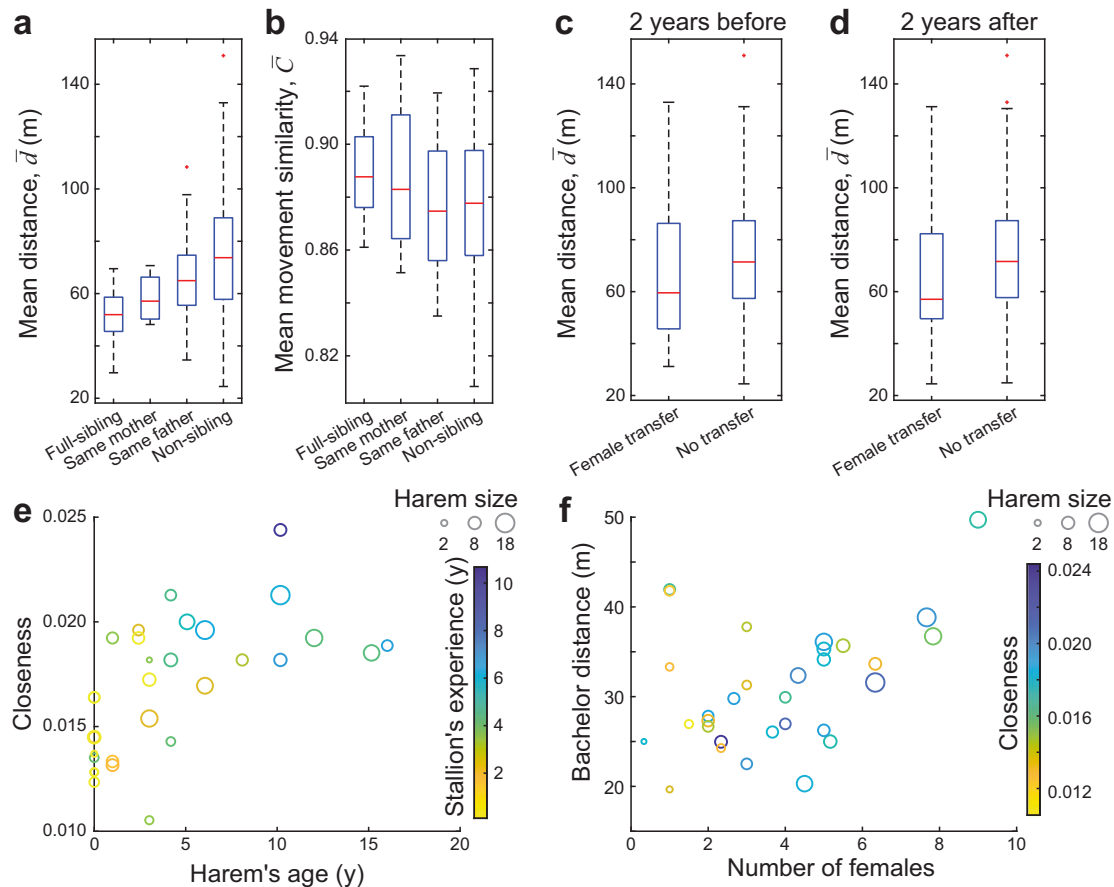 a
Mean distance, d̄ (m)
140
100
60
20
Full-sibling
Same mother
Same father
Non-sibling
b
Mean movement similarity, C̄
0.94
0.90
0.86
0.82
Full-sibling
Same mother
Same father
Non-sibling
c
2 years before
Mean distance, d̄ (m)
140
100
60
20
Female transfer
No transfer
d
2 years after
Mean distance, d̄ (m)
140
100
60
20
Female transfer
No transfer
e
Harem size
2 8 18
Closeness
0.025
0.020
0.015
0.010
0 5 10 15 20
Harem's age (y)
Stallion's experience (y)
10
8
6
4
2
f
Harem size
2 8 18
Bachelor distance (m)
50
45
40
35
30
25
20
0 2 4 6 8 10
Number of females
Closeness
0.024
0.020
0.016
0.012